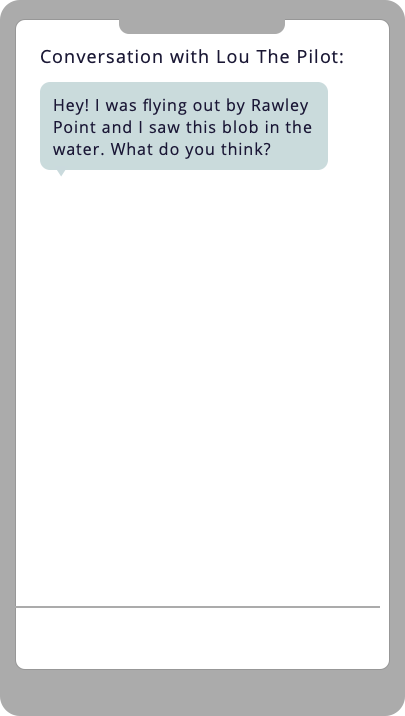 Conversation with Lou The Pilot:
Hey! I was flying out by Rawley
Point and I saw this blob in the
water. What do you think?